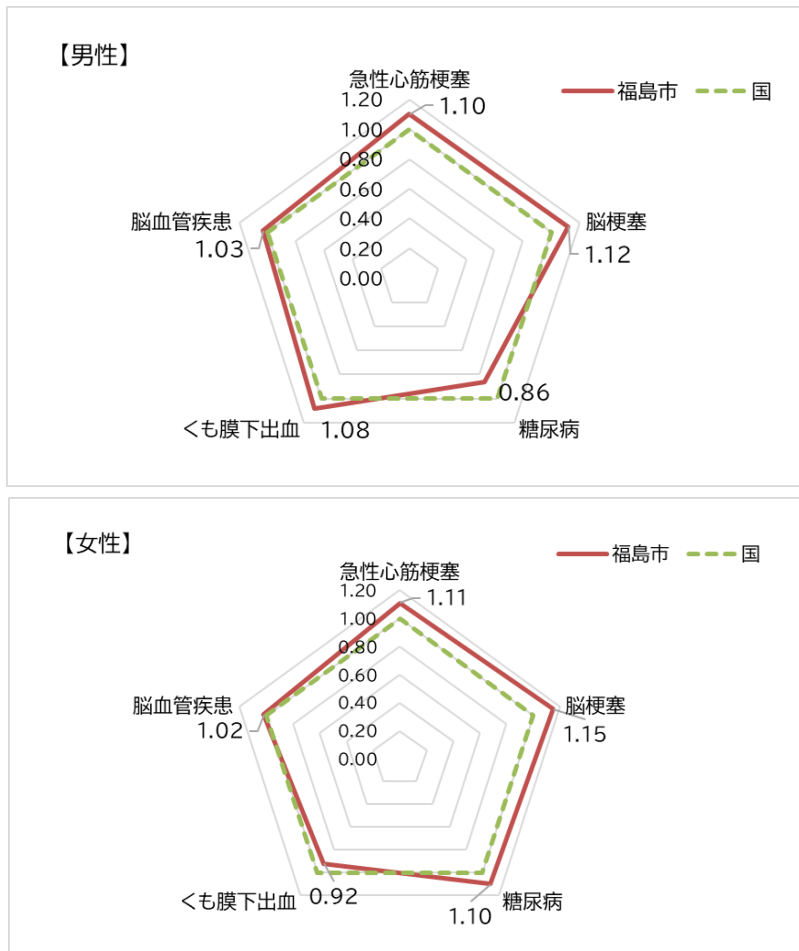 【男性】
福島市 国
急性心筋梗塞
1.10
1.20
1.00
0.80
0.60
0.40
0.20
0.00
脳血管疾患
1.03
脳梗塞
1.12
くも膜下出血
1.08
0.86
糖尿病
【女性】
福島市 国
急性心筋梗塞
1.11
1.20
1.00
0.80
0.60
0.40
0.20
0.00
脳血管疾患
1.02
脳梗塞
1.15
くも膜下出血
0.92
1.10
糖尿病